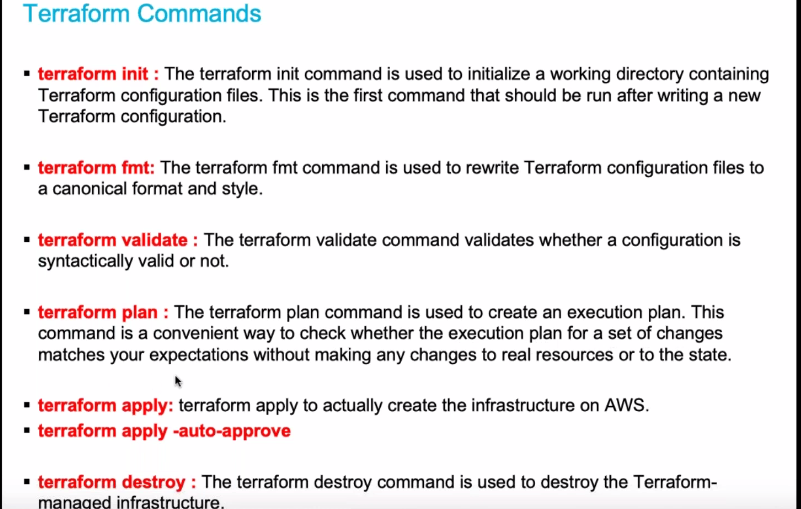 Terraform Commands
▪ terraform init : The terraform init command is used to initialize a working directory containing
Terraform configuration files. This is the first command that should be run after writing a new
Terraform configuration.
▪ terraform fmt: The terraform fmt command is used to rewrite Terraform configuration files to
a canonical format and style.
▪ terraform validate : The terraform validate command validates whether a configuration is
syntactically valid or not.
▪ terraform plan : The terraform plan command is used to create an execution plan. This
command is a convenient way to check whether the execution plan for a set of changes
matches your expectations without making any changes to real resources or to the state.
▪ terraform apply: terraform apply to actually create the infrastructure on AWS.
▪ terraform apply -auto-approve
▪ terraform destroy : The terraform destroy command is used to destroy the Terraform-
managed infrastructure.